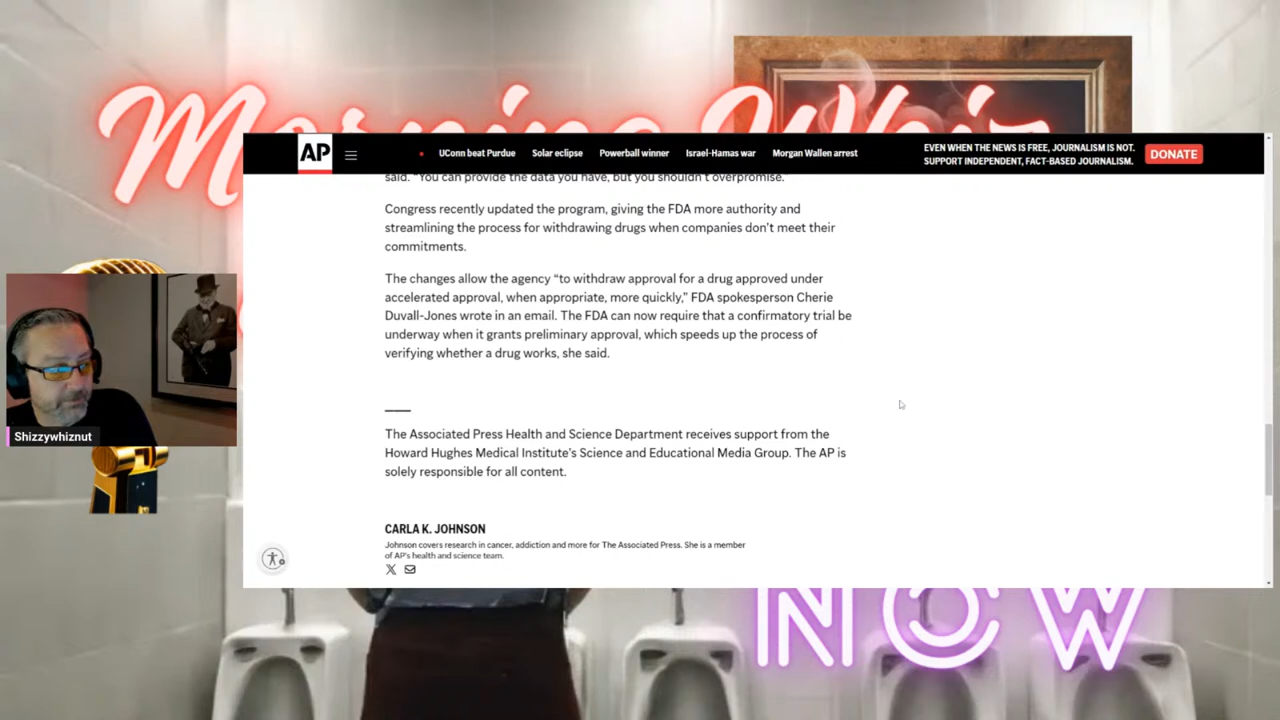 Morning Whiz
AP
UConn beat Purdue
Solar eclipse
Powerball winner
Israel-Hamas war
Morgan Wallen arrest
EVEN WHEN THE NEWS IS FREE, JOURNALISM IS NOT.
SUPPORT INDEPENDENT, FACT-BASED JOURNALISM.
DONATE
said. “You can provide the data you have, but you shouldn’t overpromise.”
Congress recently updated the program, giving the FDA more authority and
streamlining the process for withdrawing drugs when companies don’t meet their
commitments.
The changes allow the agency “to withdraw approval for a drug approved under
accelerated approval, when appropriate, more quickly,” FDA spokesperson Cherie
Duvall-Jones wrote in an email. The FDA can now require that a confirmatory trial be
underway when it grants preliminary approval, which speeds up the process of
verifying whether a drug works, she said.
Shizzywhiznut
The Associated Press Health and Science Department receives support from the
Howard Hughes Medical Institute’s Science and Educational Media Group. The AP is
solely responsible for all content.
CARLA K. JOHNSON
Johnson covers research in cancer, addiction and more for The Associated Press. She is a member
of AP’s health and science team.
NOW